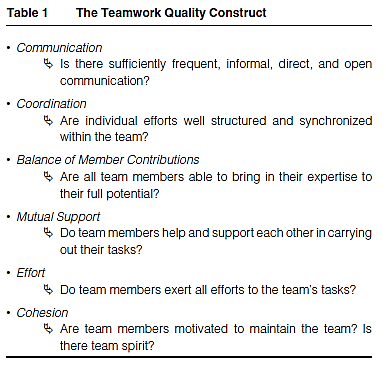 Table 1 The Teamwork Quality Construct
• Communication
↳ Is there sufficiently frequent, informal, direct, and open
communication?
• Coordination
↳ Are individual efforts well structured and synchronized
within the team?
• Balance of Member Contributions
↳ Are all team members able to bring in their expertise to
their full potential?
• Mutual Support
↳ Do team members help and support each other in carrying
out their tasks?
• Effort
↳ Do team members exert all efforts to the team's tasks?
• Cohesion
↳ Are team members motivated to maintain the team? Is
there team spirit?